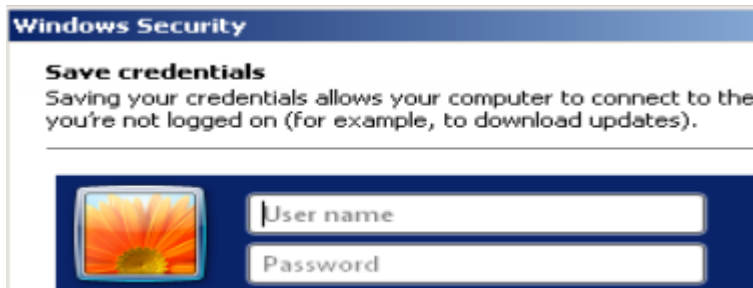 Windows Security
Save credentials
Saving your credentials allows your computer to connect to the
you're not logged on (for example, to download updates).
User name
Password